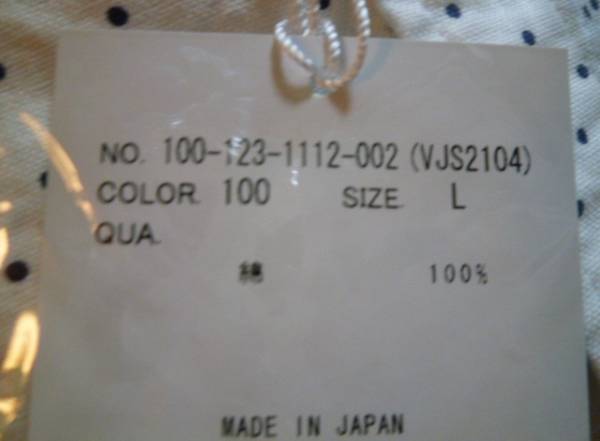 NO. 100-123-1112-002 (VJS2104)
COLOR. 100 SIZE. L
QUA.
綿 100%
MADE IN JAPAN